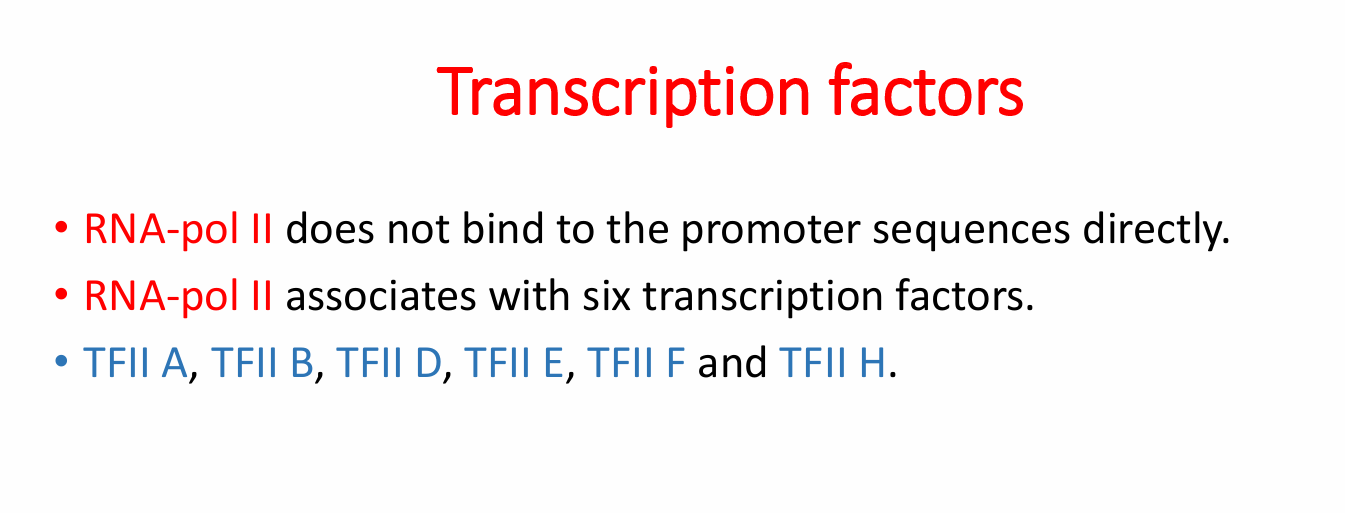 Transcription factors
• RNA-pol II does not bind to the promoter sequences directly.
• RNA-pol II associates with six transcription factors.
• TFII A, TFII B, TFII D, TFII E, TFII F and TFII H.